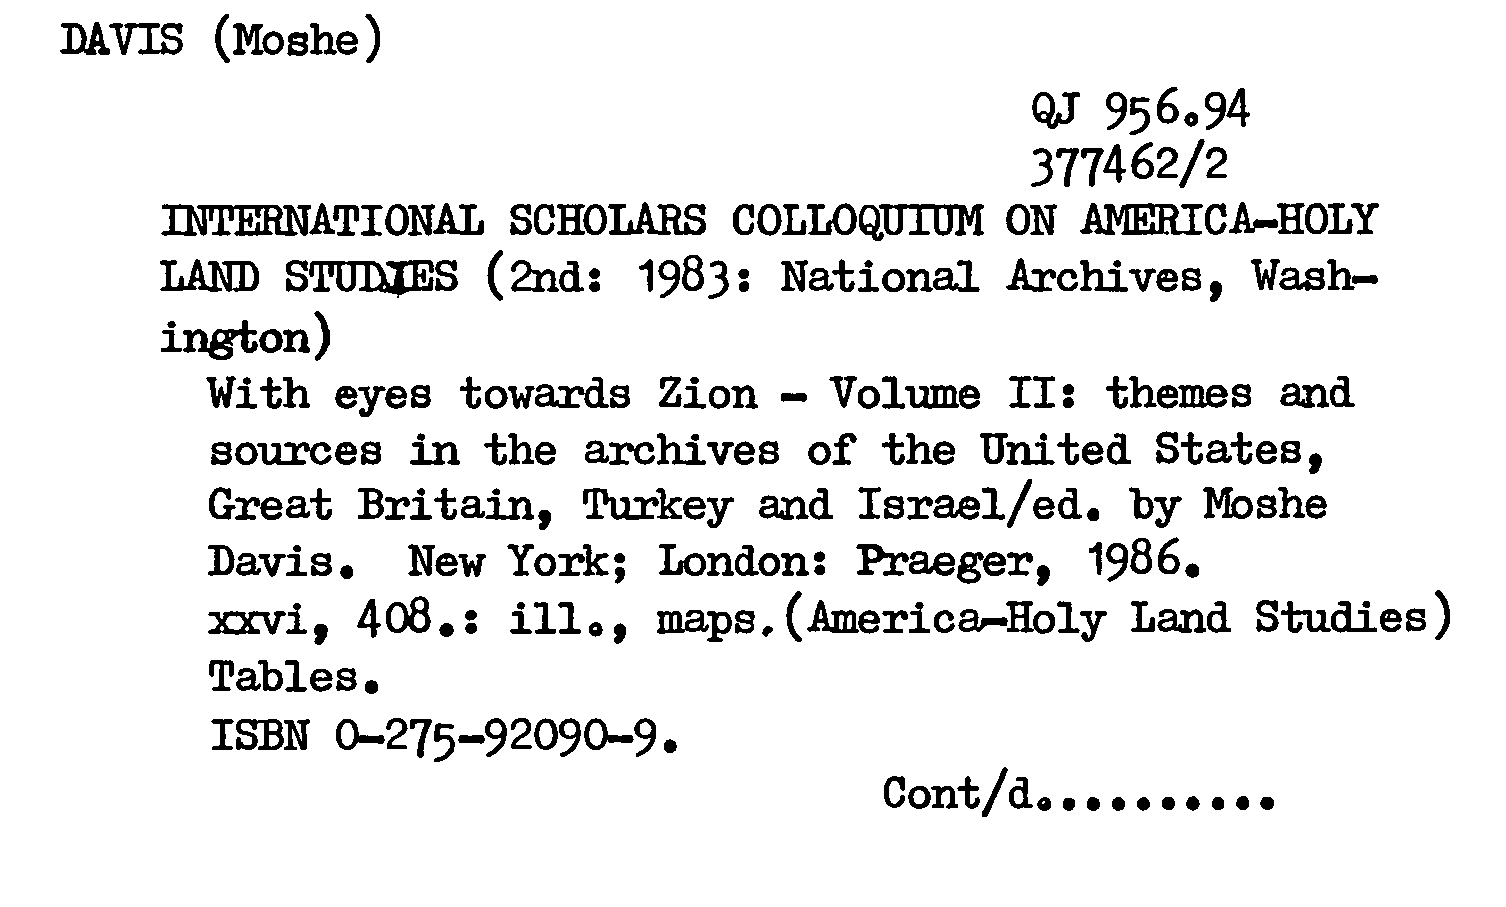 DAVIS (Moshe)
QJ 956.94
377462/2
INTERNATIONAL SCHOLARS COLLOQUIUM ON AMERICA-HOLY
LAND STUDIES (2nd: 1983: National Archives, Wash-
ington)
With eyes towards Zion - Volume II: themes and
sources in the archives of the United States,
Great Britain, Turkey and Israel/ed. by Moshe
Davis. New York; London: Praeger, 1986.
xxvi, 408.: ill., maps.(America-Holy Land Studies)
Tables.
ISBN 0-275-92090-9.
Cont/d..........